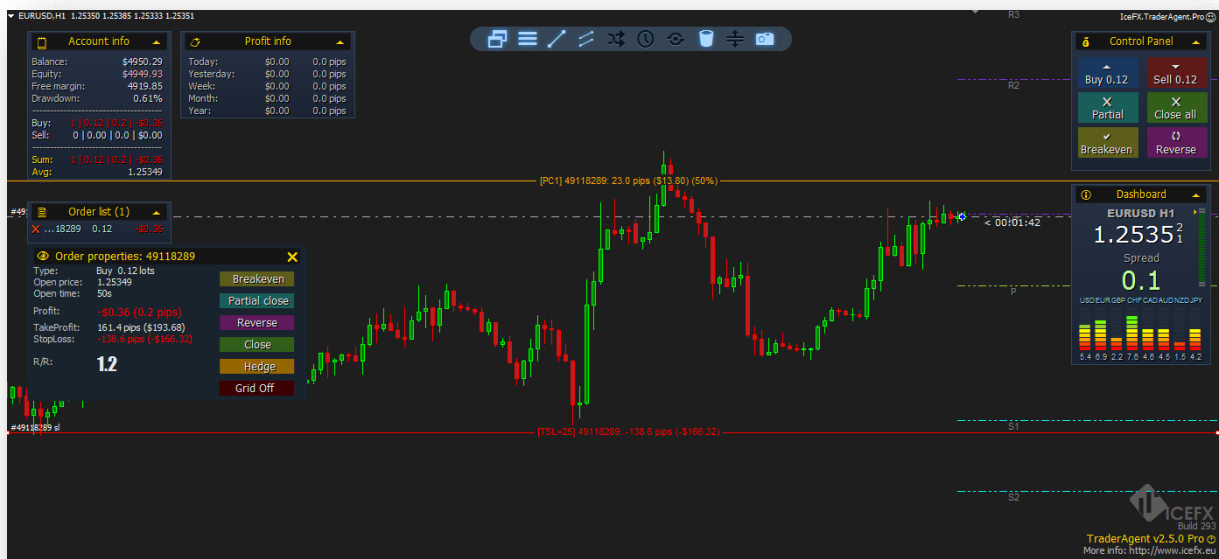 EURUSD,H1 1.25350 1.25385 1.25333 1.25351
R3
IceFX.TraderAgent.Pro
Account info
Balance: $4950.29
Equity: $4949.93
Free margin: 4919.85
Drawdown: 0.61%
Buy: 1 | 0.12 | 0.2 | -$0.36
Sell: 0 | 0.00 | 0.0 | $0.00
Sum: 1 | 0.12 | 0.2 | -$0.36
Avg: 1.25349
Profit info
Today: $0.00 0.0 pips
Yesterday: $0.00 0.0 pips
Week: $0.00 0.0 pips
Month: $0.00 0.0 pips
Year: $0.00 0.0 pips
Control Panel
Buy 0.12 Sell 0.12
Partial Close all
Breakeven Reverse
R2
[PC1] 49118289: 23.0 pips ($13.80) (50%)
#49
Order list (1)
...18289 0.12 -$0.36
< 00:01:42
Order properties: 49118289
Type: Buy 0.12 lots
Open price: 1.25349
Open time: 50s
Profit: -$0.36 (0.2 pips)
TakeProfit: 161.4 pips ($193.68)
StopLoss: -138.6 pips (-$166.32)
R/R: 1.2
Breakeven
Partial close
Reverse
Close
Hedge
Grid Off
Dashboard
EURUSD H1
1.2535 2 1
Spread
0.1
USD EUR GBP CHF CAD AUD NZD JPY
5.4 6.9 2.2 7.6 4.6 4.5 1.5 4.2
P
#49118289 sl
[TSL=25] 49118289: -138.6 pips (-$166.32)
S1
S2
ICEFX
Build 293
TraderAgent v2.5.0 Pro
More info: http://www.icefx.eu